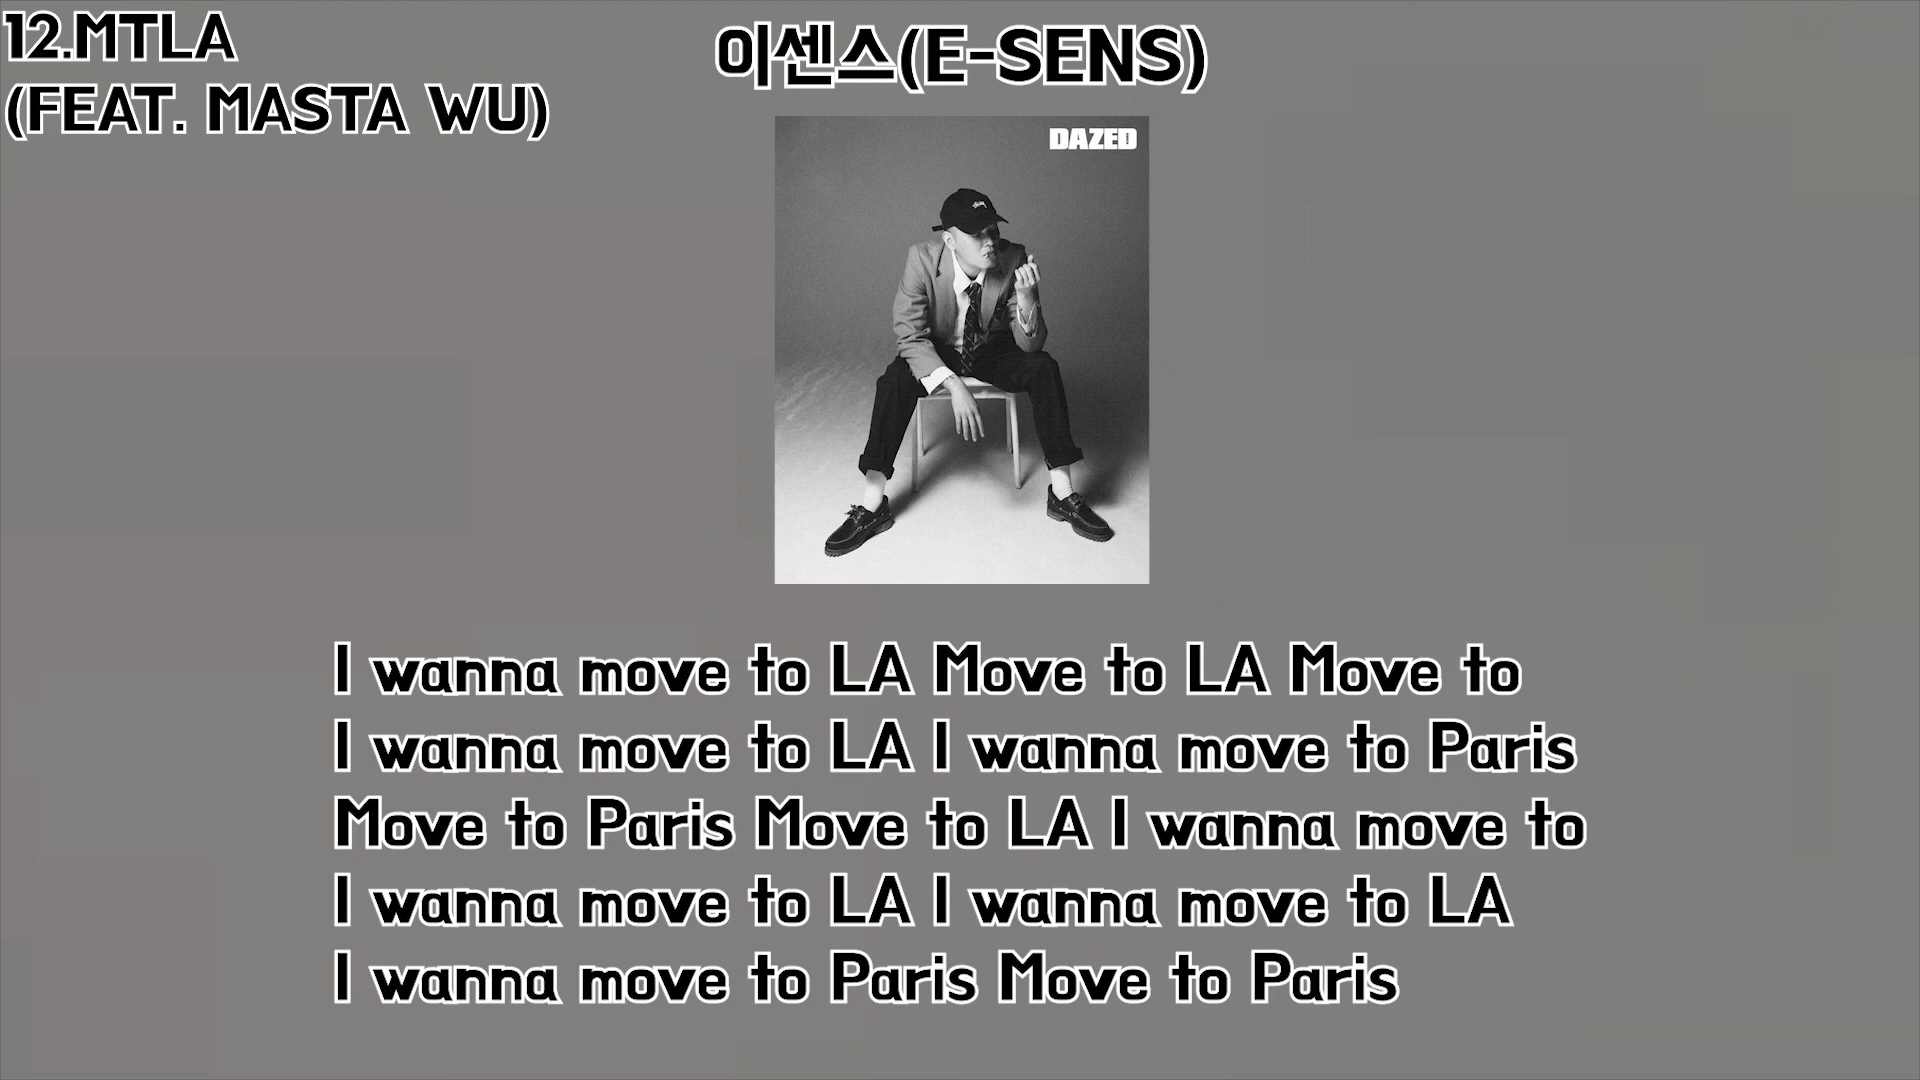 12.MTLA
(FEAT. MASTA WU)
이센스(E-SENS)
DAZED
I wanna move to LA Move to LA Move to
I wanna move to LA I wanna move to Paris
Move to Paris Move to LA I wanna move to
I wanna move to LA I wanna move to LA
I wanna move to Paris Move to Paris